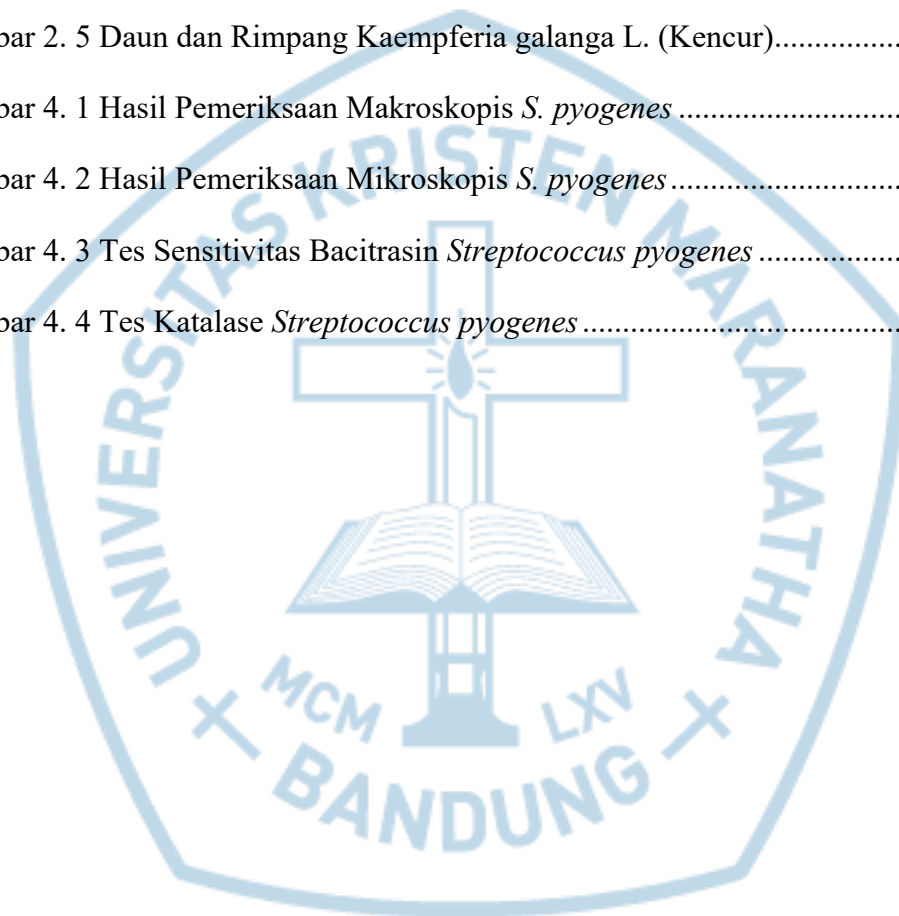 bar 2. 5 Daun dan Rimpang Kaempferia galanga L. (Kencur)................
bar 4. 1 Hasil Pemeriksaan Makroskopis S. pyogenes ............................
bar 4. 2 Hasil Pemeriksaan Mikroskopis S. pyogenes.............................
bar 4. 3 Tes Sensitivitas Bacitrasin Streptococcus pyogenes ..................
bar 4. 4 Tes Katalase Streptococcus pyogenes ........................................
UNIVERSITAS KRISTEN MARANATHA
MCM LXV
BANDUNG